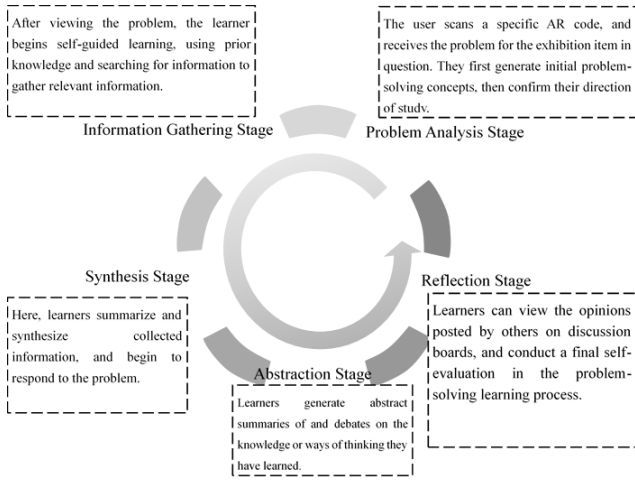 After viewing the problem, the learner
begins self-guided learning, using prior
knowledge and searching for information to
gather relevant information.
Information Gathering Stage
The user scans a specific AR code, and
receives the problem for the exhibition item in
question. They first generate initial problem-
solving concepts, then confirm their direction
of study.
Problem Analysis Stage
Synthesis Stage
Here, learners summarize and
synthesize collected
information, and begin to
respond to the problem.
Abstraction Stage
Learners generate abstract
summaries of and debates on the
knowledge or ways of thinking they
have learned.
Reflection Stage
Learners can view the opinions
posted by others on discussion
boards, and conduct a final self-
evaluation in the problem-
solving learning process.